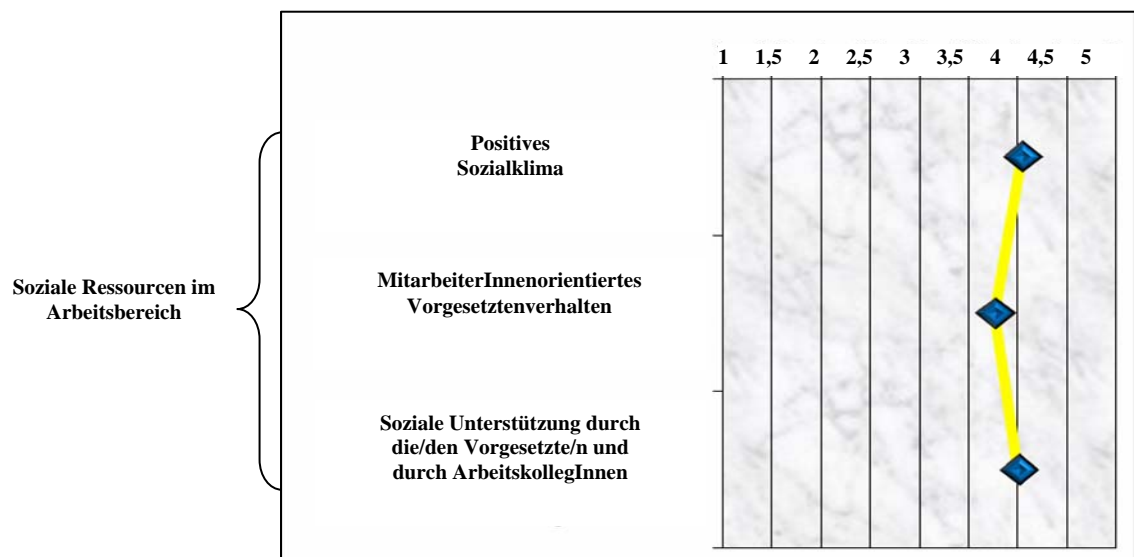 1 1,5 2 2,5 3 3,5 4 4,5 5
Positives
Sozialklima
Soziale Ressourcen im
Arbeitsbereich
MitarbeiterInnenorientiertes
Vorgesetztenverhalten
Soziale Unterstützung durch
die/den Vorgesetzte/n und
durch ArbeitskollegInnen